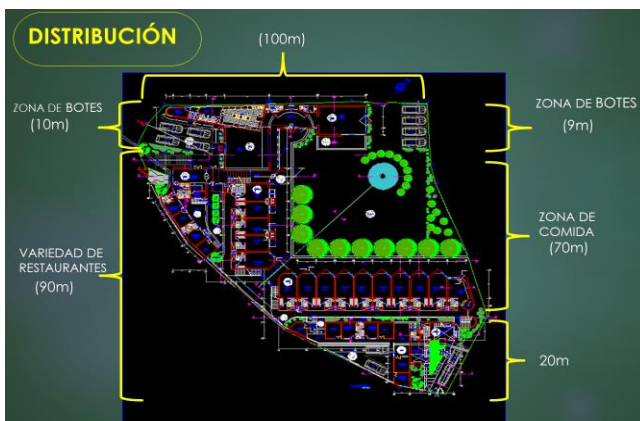 DISTRIBUCIÓN
(100m)
ZONA DE BOTES
(10m)
ZONA DE BOTES
(9m)
ZONA DE
COMIDA
(70m)
VARIEDAD DE
RESTAURANTES
(90m)
20m